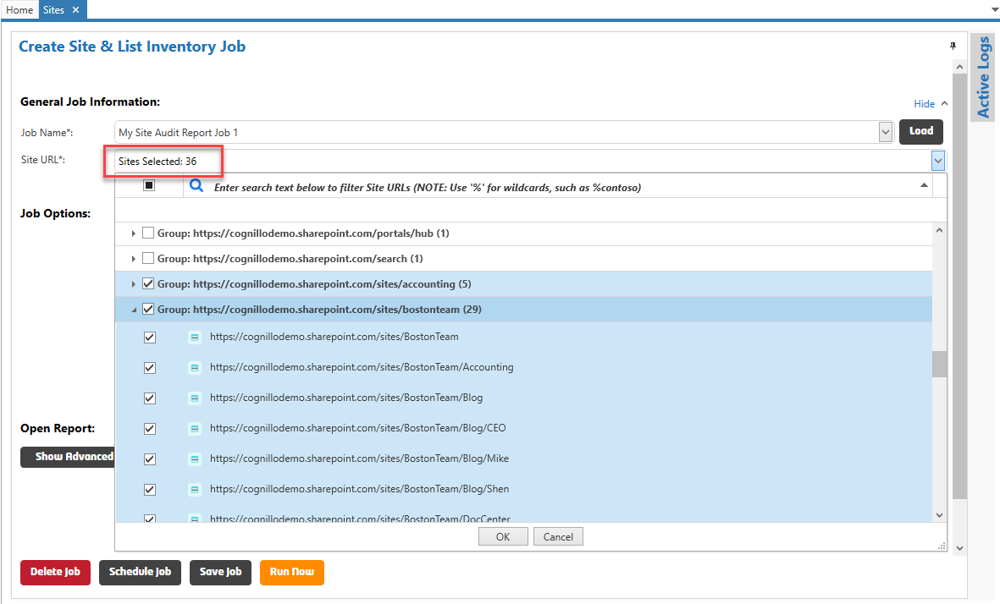 Home Sites ✕
Create Site & List Inventory Job
Active Logs
General Job Information:
Hide
Job Name*: My Site Audit Report Job 1 Load
Site URL*: Sites Selected: 36
Enter search text below to filter Site URLs (NOTE: Use '%' for wildcards, such as %contoso)
Job Options:
Group: https://cognillodemo.sharepoint.com/portals/hub (1)
Group: https://cognillodemo.sharepoint.com/search (1)
Group: https://cognillodemo.sharepoint.com/sites/accounting (5)
Group: https://cognillodemo.sharepoint.com/sites/bostonteam (29)
https://cognillodemo.sharepoint.com/sites/BostonTeam
https://cognillodemo.sharepoint.com/sites/BostonTeam/Accounting
https://cognillodemo.sharepoint.com/sites/BostonTeam/Blog
https://cognillodemo.sharepoint.com/sites/BostonTeam/Blog/CEO
Open Report:
Show Advanced
https://cognillodemo.sharepoint.com/sites/BostonTeam/Blog/Mike
https://cognillodemo.sharepoint.com/sites/BostonTeam/Blog/Shen
https://cognillodemo.sharepoint.com/sites/BostonTeam/DocCenter
OK Cancel
Delete Job Schedule Job Save Job Run Now